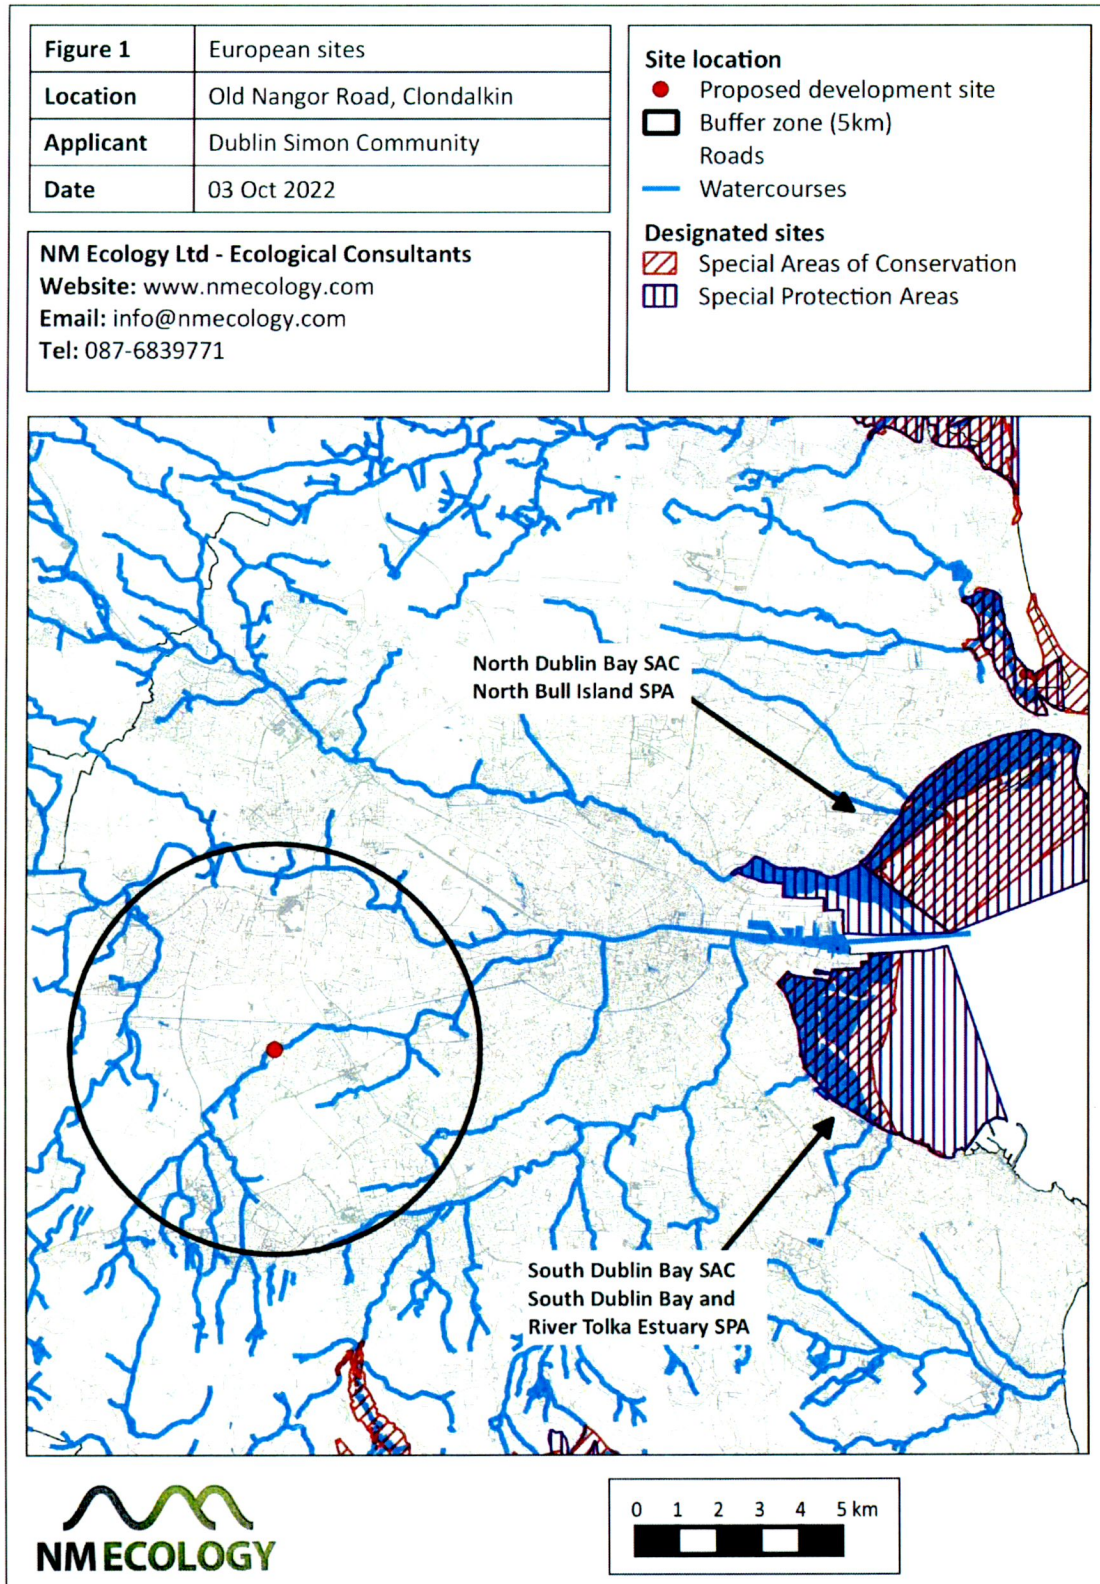 Figure 1 European sites
Location Old Nangor Road, Clondalkin
Applicant Dublin Simon Community
Date 03 Oct 2022
NM Ecology Ltd - Ecological Consultants
Website: www.nmecology.com
Email: info@nmecology.com
Tel: 087-6839771
Site location
Proposed development site
Buffer zone (5km)
Roads
Watercourses
Designated sites
Special Areas of Conservation
Special Protection Areas
North Dublin Bay SAC
North Bull Island SPA
South Dublin Bay SAC
South Dublin Bay and
River Tolka Estuary SPA
NM ECOLOGY
0 1 2 3 4 5 km